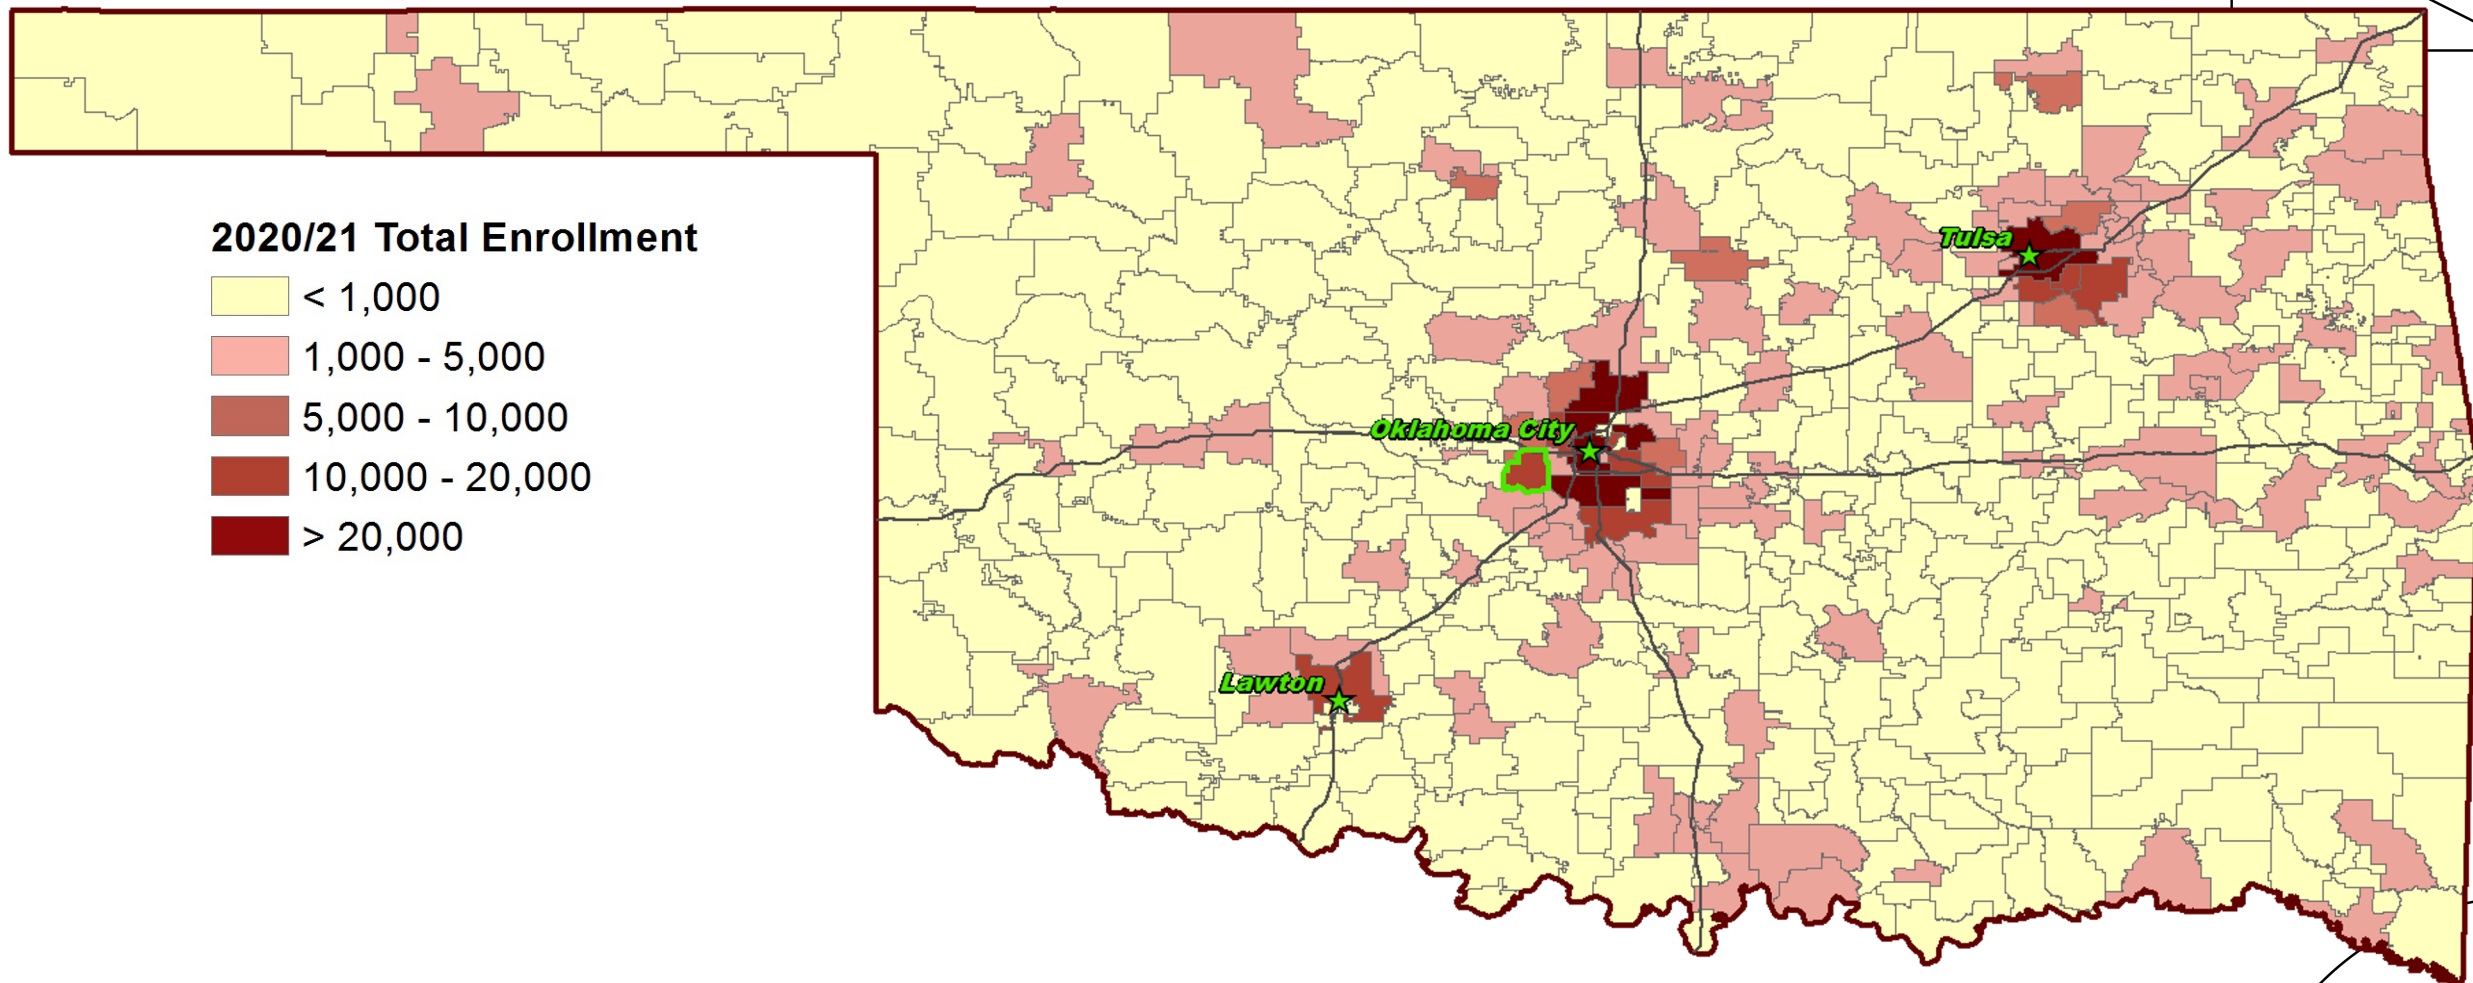 2020/21 Total Enrollment
< 1,000
1,000 - 5,000
5,000 - 10,000
10,000 - 20,000
> 20,000
Tulsa
Oklahoma City
Lawton